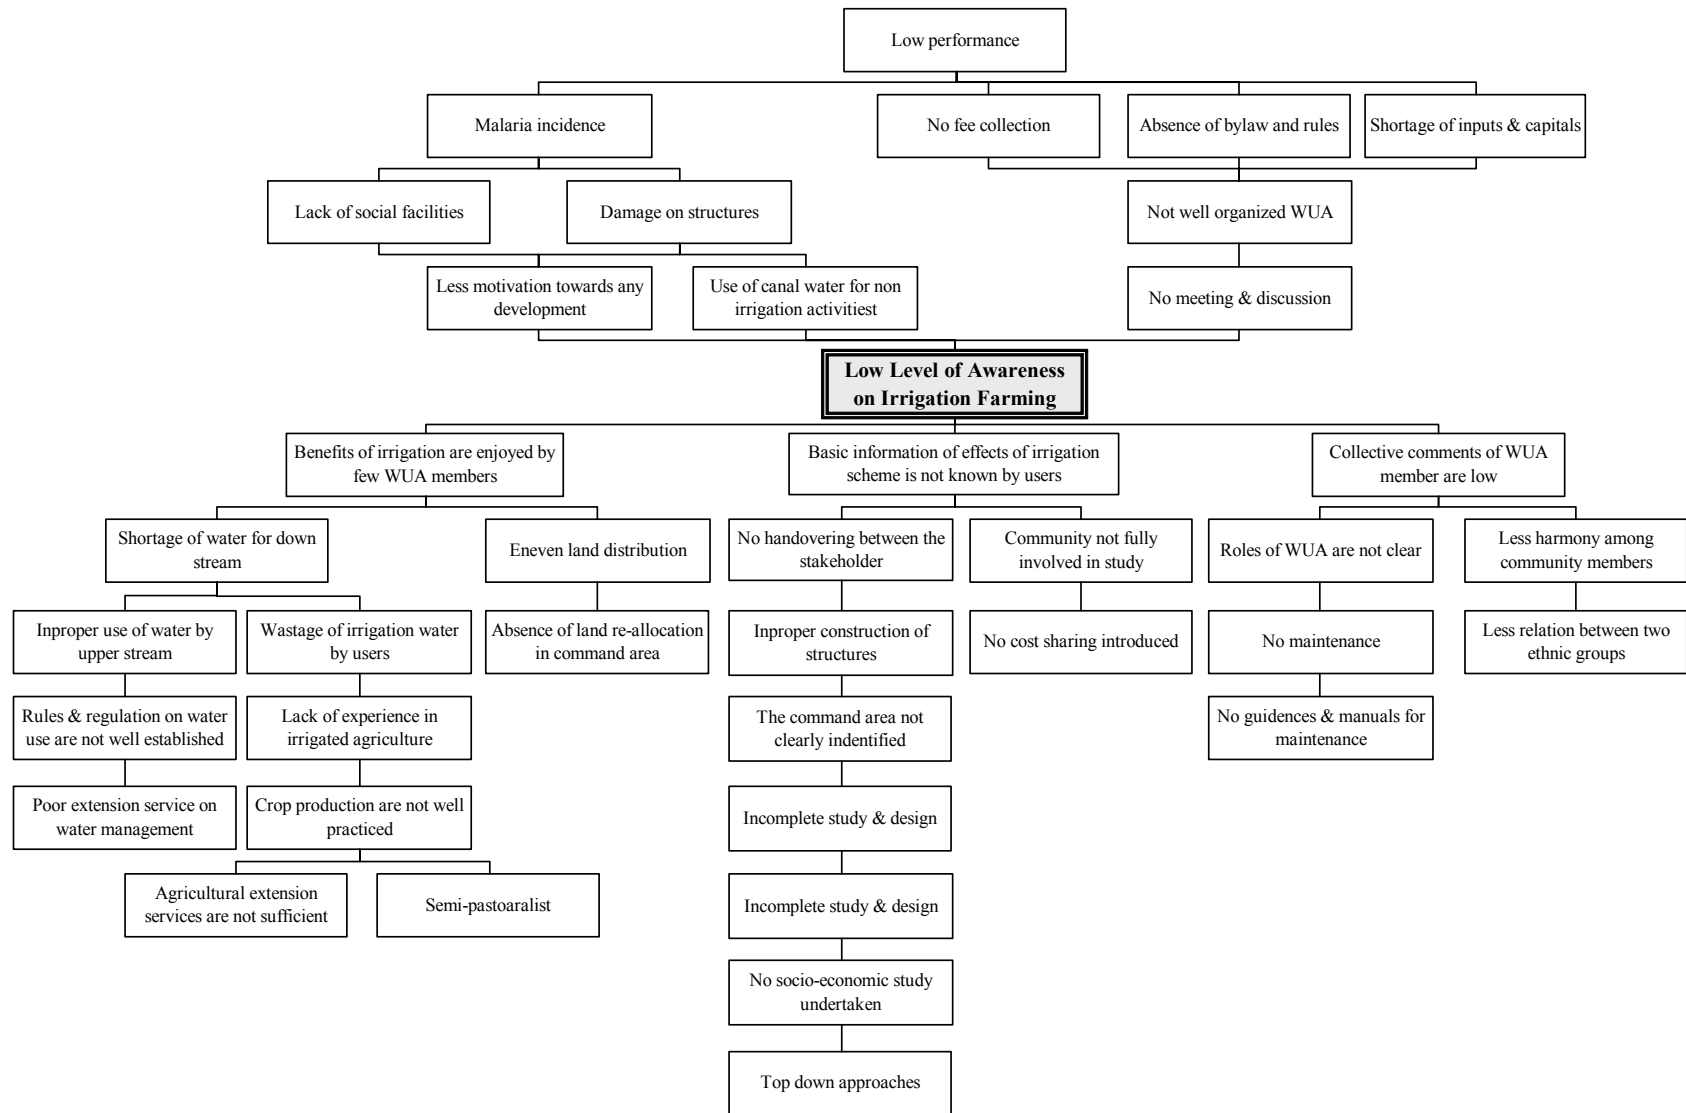 Low performance
Malaria incidence
No fee collection
Absence of bylaw and rules
Shortage of inputs & capitals
Lack of social facilities
Damage on structures
Not well organized WUA
Less motivation towards any
development
Use of canal water for non
irrigation activitiest
No meeting & discussion
Low Level of Awareness
on Irrigation Farming
Benefits of irrigation are enjoyed by
few WUA members
Basic information of effects of irrigation
scheme is not known by users
Collective comments of WUA
member are low
Shortage of water for down
stream
Eneven land distribution
No handovering between the
stakeholder
Community not fully
involved in study
Roles of WUA are not clear
Less harmony among
community members
Inproper use of water by
upper stream
Wastage of irrigation water
by users
Absence of land re-allocation
in command area
Inproper construction of
structures
No cost sharing introduced
No maintenance
Less relation between two
ethnic groups
Rules & regulation on water
use are not well established
Lack of experience in
irrigated agriculture
The command area not
clearly indentified
No guidences & manuals for
maintenance
Poor extension service on
water management
Crop production are not well
practiced
Incomplete study & design
Agricultural extension
services are not sufficient
Semi-pastoaralist
Incomplete study & design
No socio-economic study
undertaken
Top down approaches